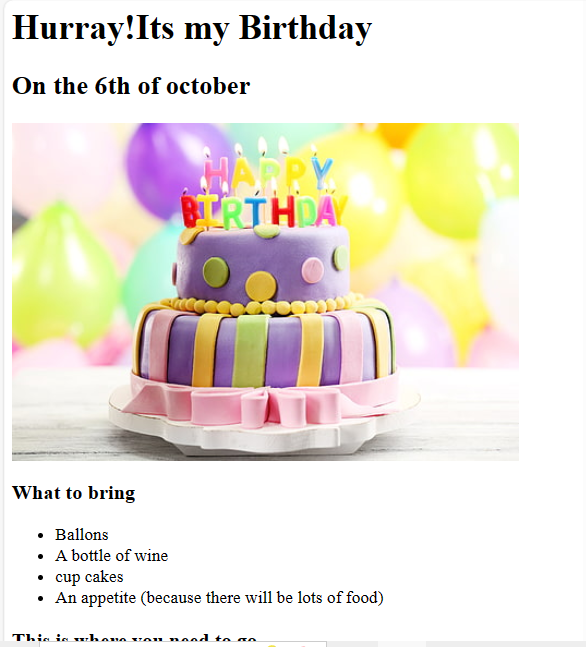 Hurray!Its my Birthday
On the 6th of october
HAPPY
BIRTHDAY
What to bring
Ballons
A bottle of wine
cup cakes
An appetite (because there will be lots of food)
This is where you need to go